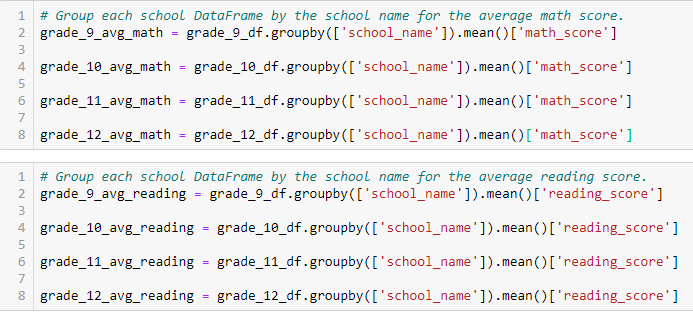 1 # Group each school DataFrame by the school name for the average math score.
2 grade_9_avg_math = grade_9_df.groupby(['school_name']).mean()['math_score']
3
4 grade_10_avg_math = grade_10_df.groupby(['school_name']).mean()['math_score']
5
6 grade_11_avg_math = grade_11_df.groupby(['school_name']).mean()['math_score']
7
8 grade_12_avg_math = grade_12_df.groupby(['school_name']).mean()['math_score']
1 # Group each school DataFrame by the school name for the average reading score.
2 grade_9_avg_reading = grade_9_df.groupby(['school_name']).mean()['reading_score']
3
4 grade_10_avg_reading = grade_10_df.groupby(['school_name']).mean()['reading_score']
5
6 grade_11_avg_reading = grade_11_df.groupby(['school_name']).mean()['reading_score']
7
8 grade_12_avg_reading = grade_12_df.groupby(['school_name']).mean()['reading_score']